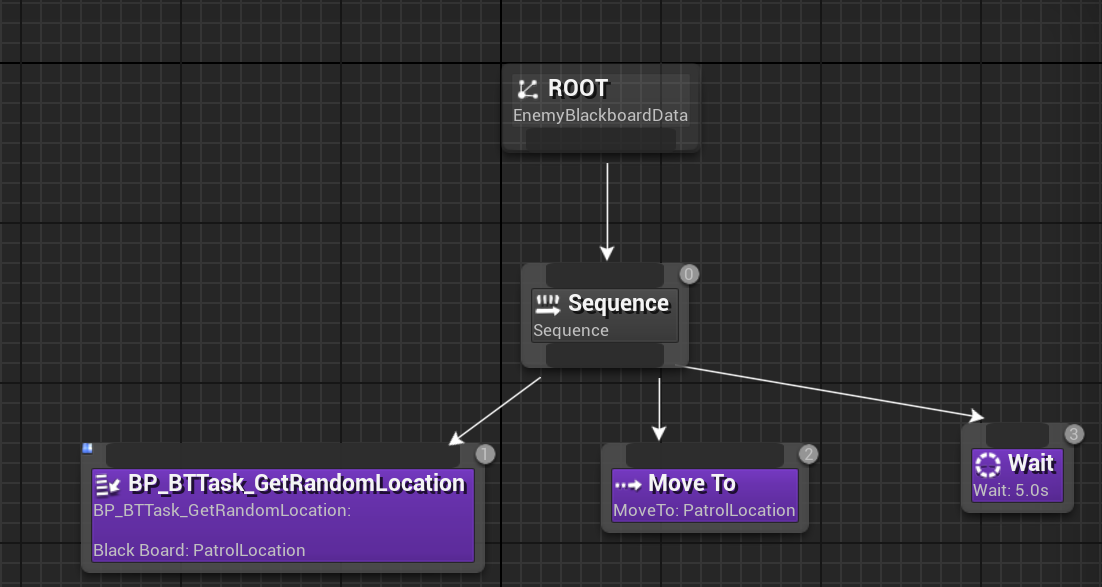 ROOT
EnemyBlackboardData
0
Sequence
Sequence
1
BP_BTTask_GetRandomLocation
BP_BTTask_GetRandomLocation:
Black Board: PatrolLocation
2
Move To
MoveTo: PatrolLocation
3
Wait
Wait: 5.0s